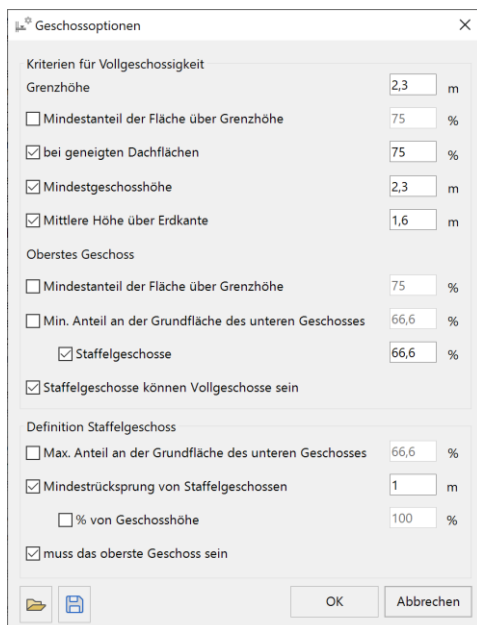 Geschossoptionen
Kriterien für Vollgeschossigkeit
Grenzhöhe 2,3 m
Mindestanteil der Fläche über Grenzhöhe 75 %
bei geneigten Dachflächen 75 %
Mindestgeschosshöhe 2,3 m
Mittlere Höhe über Erdkante 1,6 m
Oberstes Geschoss
Mindestanteil der Fläche über Grenzhöhe 75 %
Min. Anteil an der Grundfläche des unteren Geschosses 66,6 %
Staffelgeschosse 66,6 %
Staffelgeschosse können Vollgeschosse sein
Definition Staffelgeschoss
Max. Anteil an der Grundfläche des unteren Geschosses 66,6 %
Mindestrücksprung von Staffelgeschossen 1 m
% von Geschosshöhe 100 %
muss das oberste Geschoss sein
OK Abbrechen